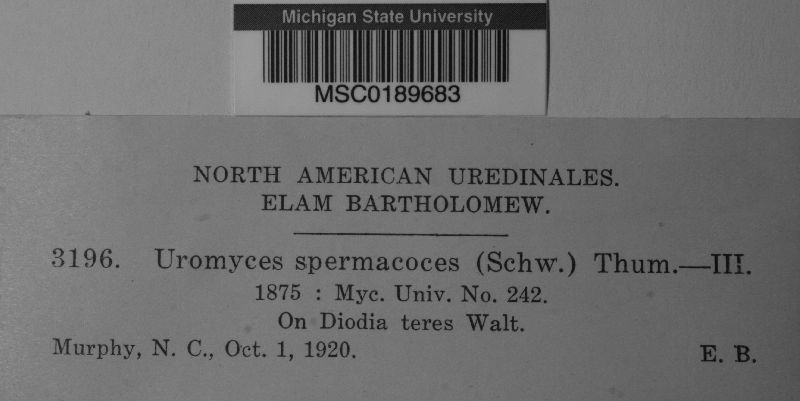 Michigan State University
MSC0189683
NORTH AMERICAN UREDINALES.
ELAM BARTHOLOMEW.
3196. Uromyces spermacoces (Schw.) Thum.—III.
1875 : Myc. Univ. No. 242.
On Diodia teres Walt.
Murphy, N. C., Oct. 1, 1920. E. B.